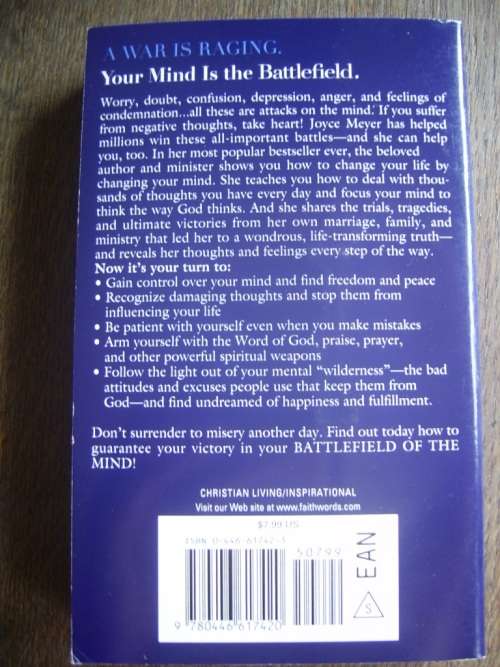 A WAR IS RAGING.
Your Mind Is the Battlefield.
Worry, doubt, confusion, depression, anger, and feelings of
condemnation...all these are attacks on the mind. If you suffer
from negative thoughts, take heart! Joyce Meyer has helped
millions win these all-important battles—and she can help
you, too. In her most popular bestseller ever, the beloved
author and minister shows you how to change your life by
changing your mind. She teaches you how to deal with thou-
sands of thoughts you have every day and focus your mind to
think the way God thinks. And she shares the trials, tragedies,
and ultimate victories from her own marriage, family, and
ministry that led her to a wondrous, life-transforming truth—
and reveals her thoughts and feelings every step of the way.
Now it's your turn to:
• Gain control over your mind and find freedom and peace
• Recognize damaging thoughts and stop them from
influencing your life
• Be patient with yourself even when you make mistakes
• Arm yourself with the Word of God, praise, prayer,
and other powerful spiritual weapons
• Follow the light out of your mental "wilderness"—the bad
attitudes and excuses people use that keep them from
God—and find undreamed of happiness and fulfillment.
Don't surrender to misery another day. Find out today how to
guarantee your victory in your BATTLEFIELD OF THE
MIND!
CHRISTIAN LIVING/INSPIRATIONAL
Visit our Web site at www.faithwords.com
$7.99 US
ISBN 0-446-61742-3
50799
EAN
S
9 780446 617420